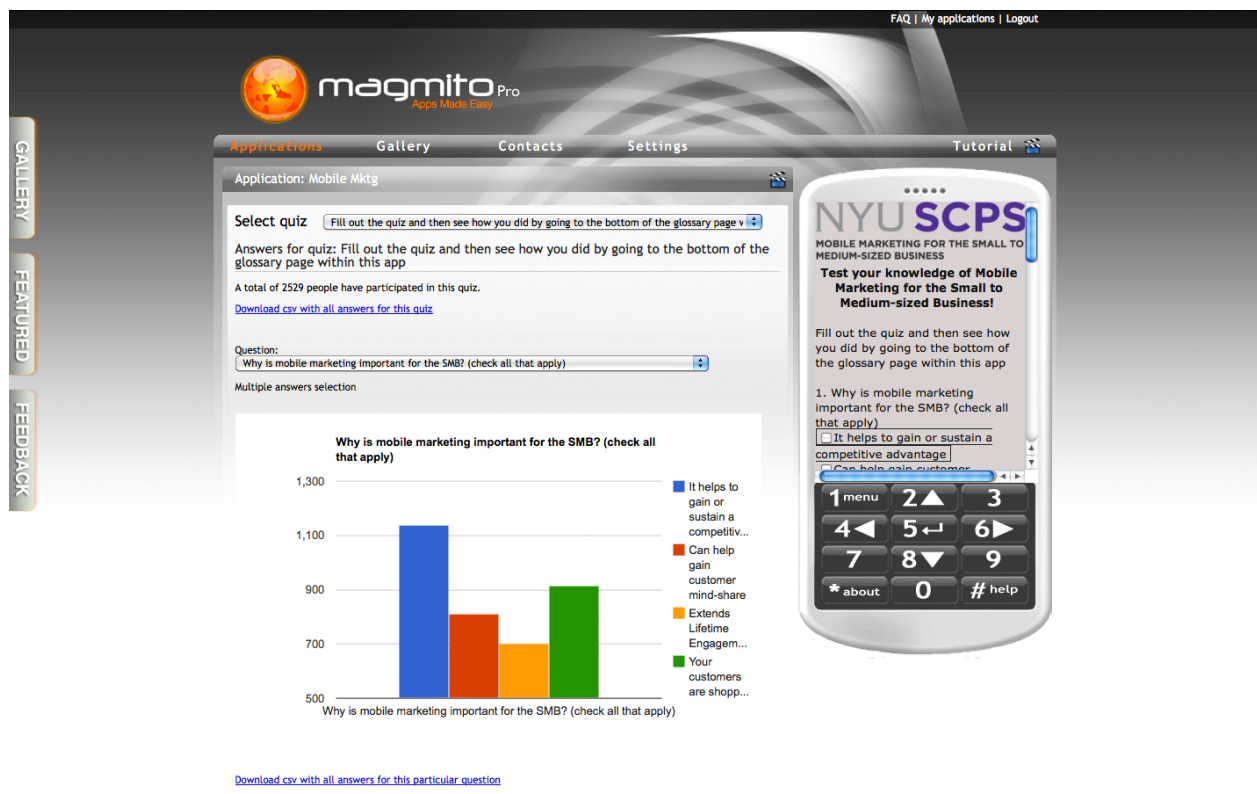 FAQ | My applications | Logout
magmito Pro
Apps Made Easy
Applications Gallery Contacts Settings Tutorial
GALLERY
FEATURED
FEEDBACK
Application: Mobile Mktg
Select quiz Fill out the quiz and then see how you did by going to the bottom of the glossary page w
Answers for quiz: Fill out the quiz and then see how you did by going to the bottom of the
glossary page within this app
A total of 2529 people have participated in this quiz.
Download csv with all answers for this quiz
Question:
Why is mobile marketing important for the SMB? (check all that apply)
Multiple answers selection
Why is mobile marketing important for the SMB? (check all
that apply)
1,300
1,100
900
700
500
Why is mobile marketing important for the SMB? (check all that apply)
It helps to
gain or
sustain a
competitiv...
Can help
gain
customer
mind-share
Extends
Lifetime
Engagem...
Your
customers
are shopp...
Download csv with all answers for this particular question
NYU SCPS
MOBILE MARKETING FOR THE SMALL TO
MEDIUM-SIZED BUSINESS
Test your knowledge of Mobile
Marketing for the Small to
Medium-sized Business!
Fill out the quiz and then see how
you did by going to the bottom of
the glossary page within this app
1. Why is mobile marketing
important for the SMB? (check all
that apply)
It helps to gain or sustain a
competitive advantage
Can help gain customer
1 menu 2 3
4 5 6
7 8 9
* about 0 # help